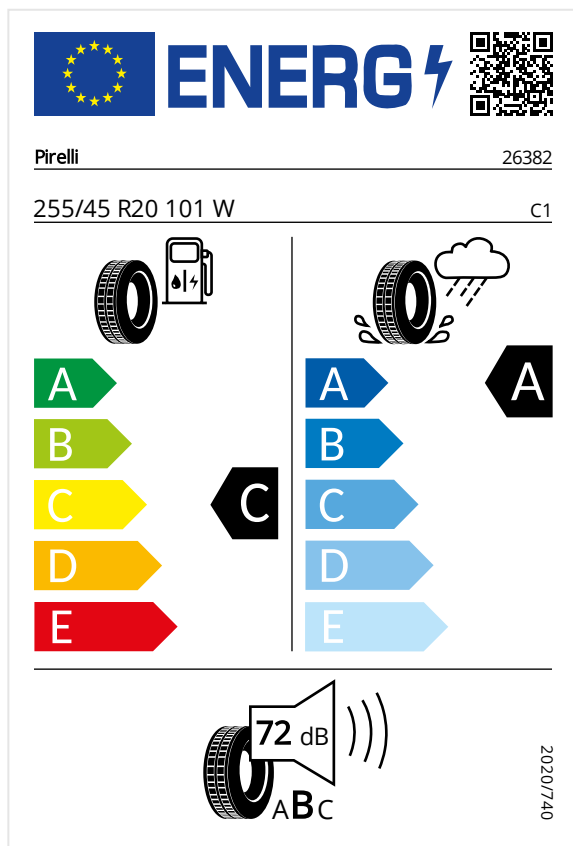 ENERG
Pirelli 26382
255/45 R20 101 W C1
A A A
B B
C C C
D D
E E
72 dB
ABC
2020/740